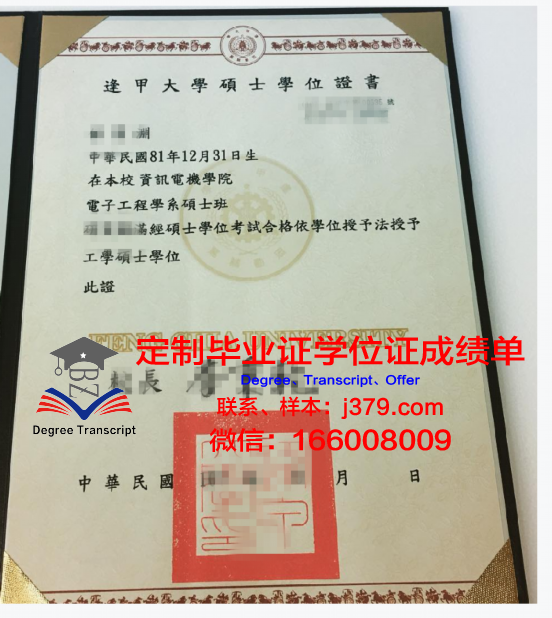 逢甲大學碩士學位證書
號
中華民國81年12月31日生
在本校 資訊電機學院
電子工程學系碩士班
經碩士學位考試合格依學位授予法授予
工學碩士學位
此證
FENG CHIA UNIVERSITY
定制毕业证学位证成绩单
Degree、Transcript、Offer
校長
联系、样本：j379.com
Degree Transcript
微信：166008009
中華民國 月 日